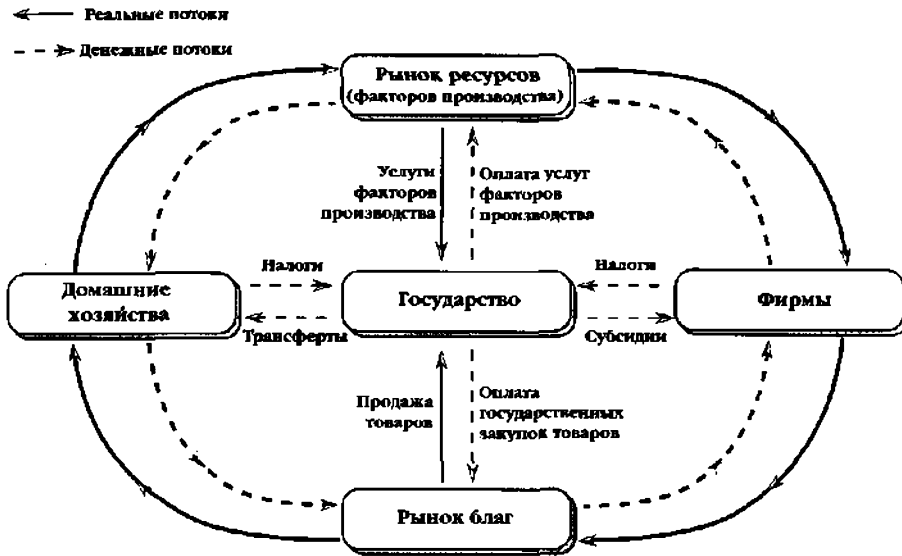 Реальные потоки
Денежные потоки
Рынок ресурсов
(факторов производства)
Услуги
факторов
производства
Оплата услуг
факторов
производства
Налоги
Налоги
Домашние
хозяйства
Государство
Фирмы
Трансферты
Субсидии
Продажа
товаров
Оплата
государственных
закупок товаров
Рынок благ